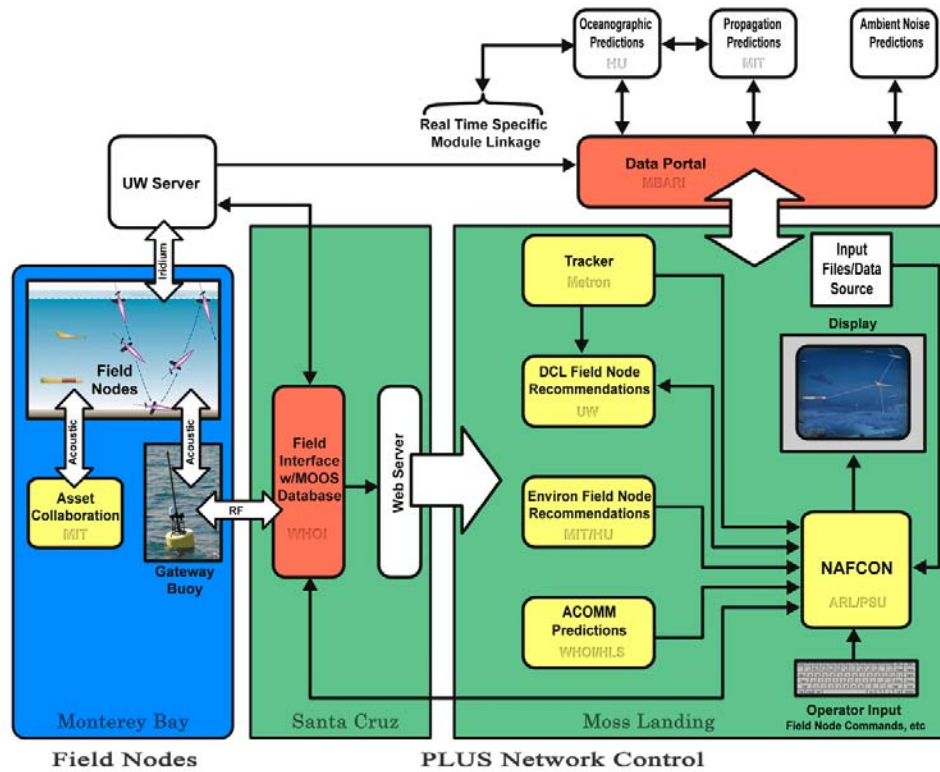 Oceanographic
Predictions
HU
Propagation
Predictions
MIT
Ambient Noise
Predictions
Real Time Specific
Module Linkage
UW Server
Data Portal
MBARI
Iridium
Field
Nodes
Acoustic
Acoustic
Asset
Collaboration
MIT
Gateway
Buoy
RF
Monterey Bay
Field Interface
w/MOOS
Database
WHOI
Web Server
Santa Cruz
Tracker
Metron
DCL Field Node
Recommendations
UW
Environ Field Node
Recommendations
MIT/HU
ACOMM
Predictions
WHOI/HLS
Input
Files/Data
Source
Display
NAFCON
ARL/PSU
Operator Input
Field Node Commands, etc
Moss Landing
Field Nodes
PLUS Network Control